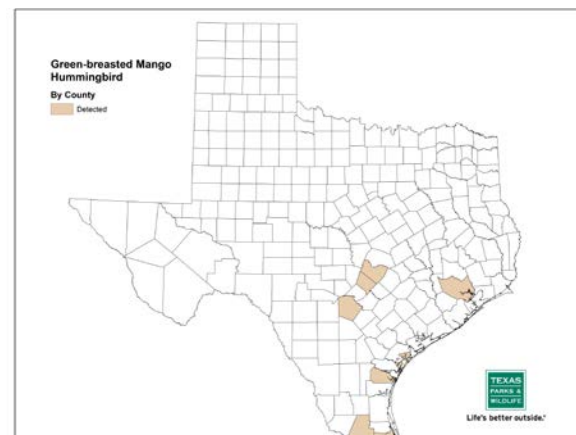 Green-breasted Mango
Hummingbird
By County
Detected
TEXAS
PARKS &
WILDLIFE
Life's better outside.®